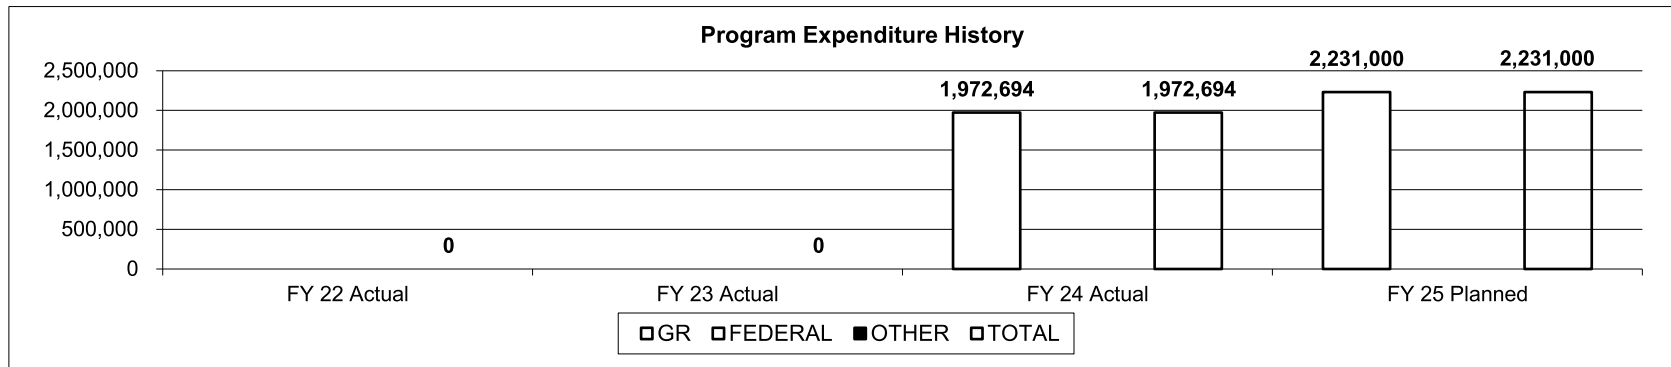 Program Expenditure History
2,500,000
2,000,000
1,500,000
1,000,000
500,000
0
0
0
1,972,694
1,972,694
2,231,000
2,231,000
FY 22 Actual
FY 23 Actual
FY 24 Actual
FY 25 Planned
GR FEDERAL OTHER TOTAL